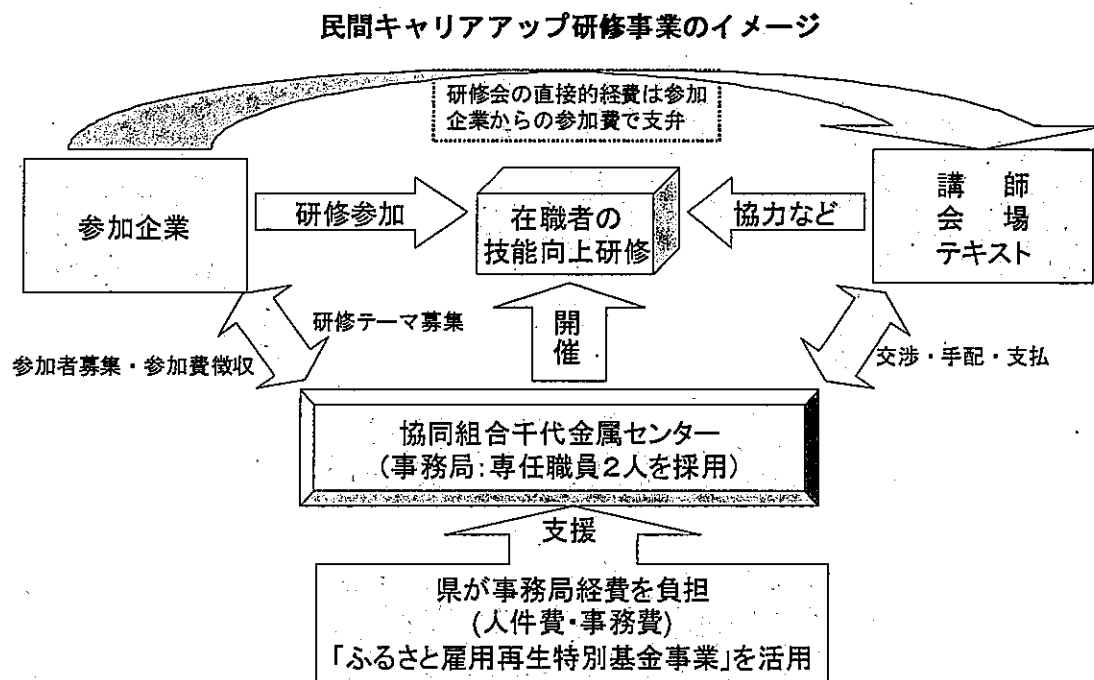 民間キャリアアップ研修事業のイメージ
研修会の直接的経費は参加
企業からの参加費で支弁
参加企業
研修参加
在職者の
技能向上研修
協力など
講　師
会　場
テキスト
研修テーマ募集
参加者募集・参加費徴収
開
催
交渉・手配・支払
協同組合千代金属センター
(事務局：専任職員２人を採用)
支援
県が事務局経費を負担
(人件費・事務費)
「ふるさと雇用再生特別基金事業」を活用